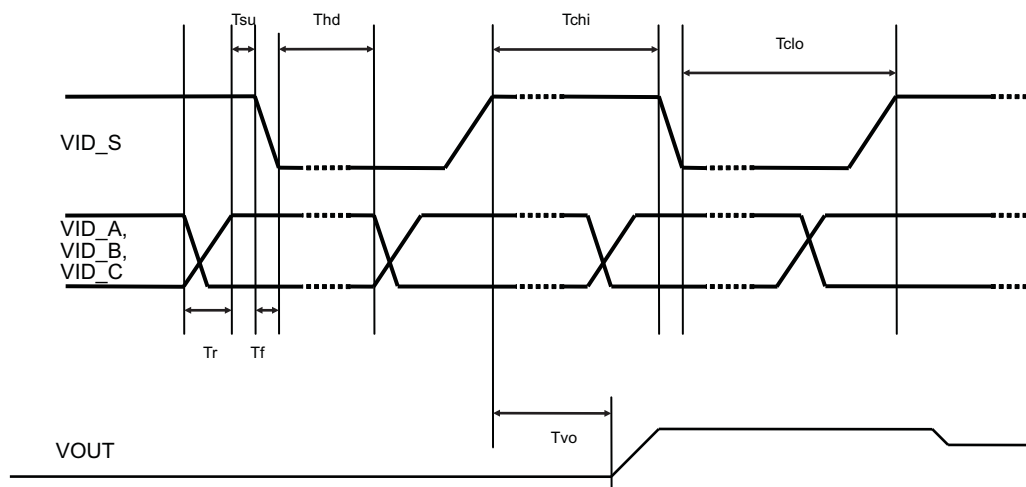 Tsu
Thd
Tchi
Tclo
VID_S
VID_A,
VID_B,
VID_C
Tr
Tf
Tvo
VOUT